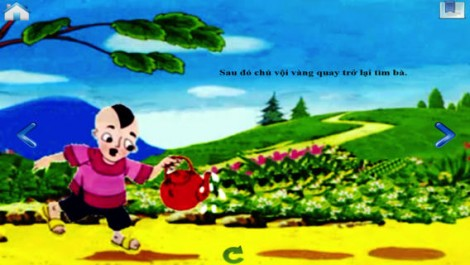 Sau đó chú vội vàng quay trở lại tìm bà.